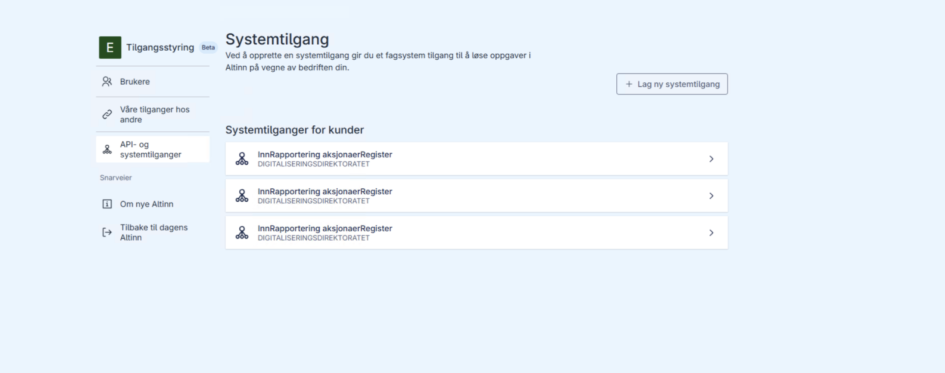 E
Tilgangsstyring
Beta
Brukere
Våre tilganger hos
andre
API- og
systemtilganger
Snarveier
Om nye Altinn
Tilbake til dagens
Altinn
Systemtilgang
Ved å opprette en systemtilgang gir du et fagsystem tilgang til å løse oppgaver i
Altinn på vegne av bedriften din.
+ Lag ny systemtilgang
Systemtilganger for kunder
InnRapportering aksjonaerRegister
DIGITALISERINGSDIREKTORATET
InnRapportering aksjonaerRegister
DIGITALISERINGSDIREKTORATET
InnRapportering aksjonaerRegister
DIGITALISERINGSDIREKTORATET